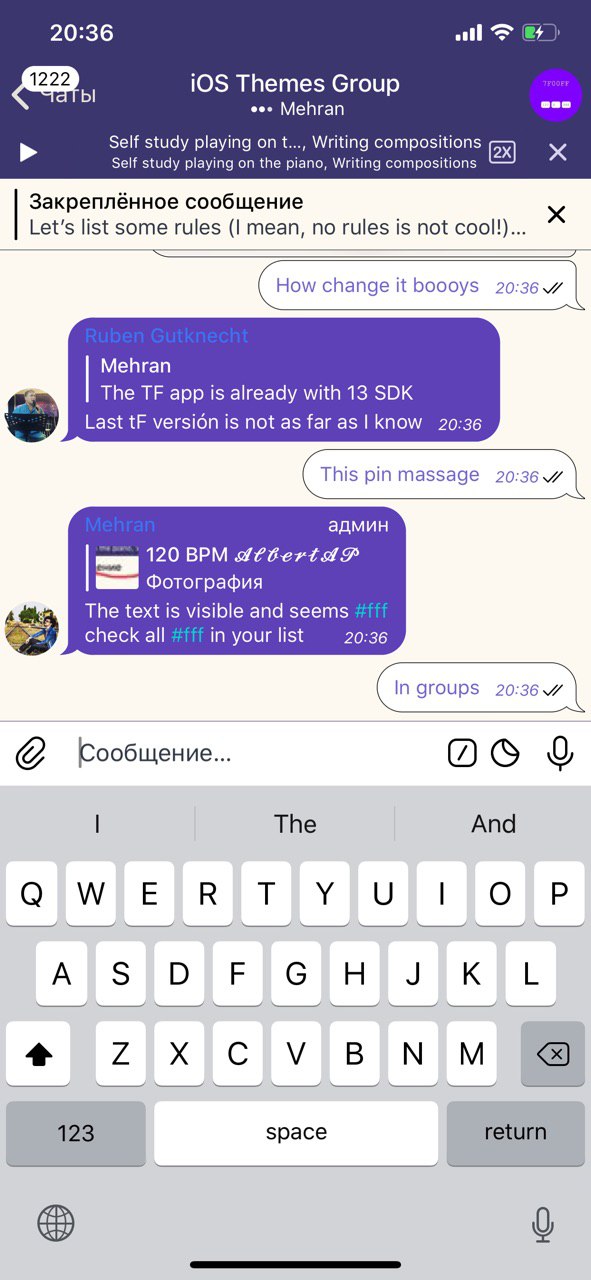 20:36
1222
Чаты
iOS Themes Group
••• Mehran
7F00FF
Self study playing on t..., Writing compositions
Self study playing on the piano, Writing compositions
2X
Закреплённое сообщение
Let’s list some rules (I mean, no rules is not cool!)...
How change it boooys 20:36
Ruben Gutknecht
Mehran
The TF app is already with 13 SDK
Last tF versión is not as far as I know 20:36
This pin massage 20:36
Mehran админ
120 BPM 𝓐𝓵𝓫𝓮𝓻𝓽𝓐𝓟
Фотография
The text is visible and seems #fff
check all #fff in your list 20:36
In groups 20:36
Сообщение...
I The And
Q W E R T Y U I O P
A S D F G H J K L
Z X C V B N M
123 space return